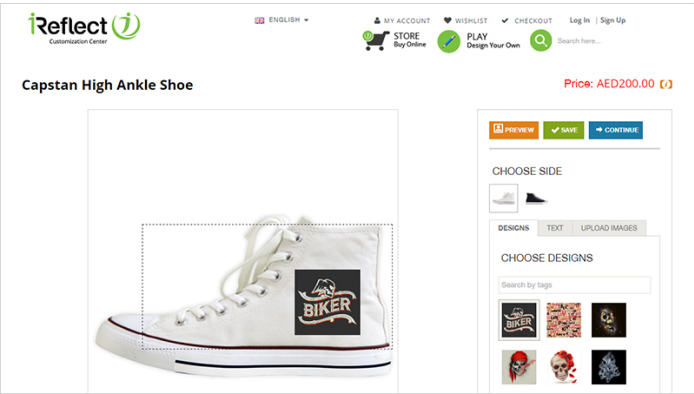 iReflect
Customization Center
ENGLISH
MY ACCOUNT
WISHLIST
CHECKOUT
Log In | Sign Up
STORE
Buy Online
PLAY
Design Your Own
Search here...
Capstan High Ankle Shoe
Price: AED200.00
PREVIEW
SAVE
CONTINUE
CHOOSE SIDE
DESIGNS
TEXT
UPLOAD IMAGES
CHOOSE DESIGNS
Search by tags
BIKER
BIKER